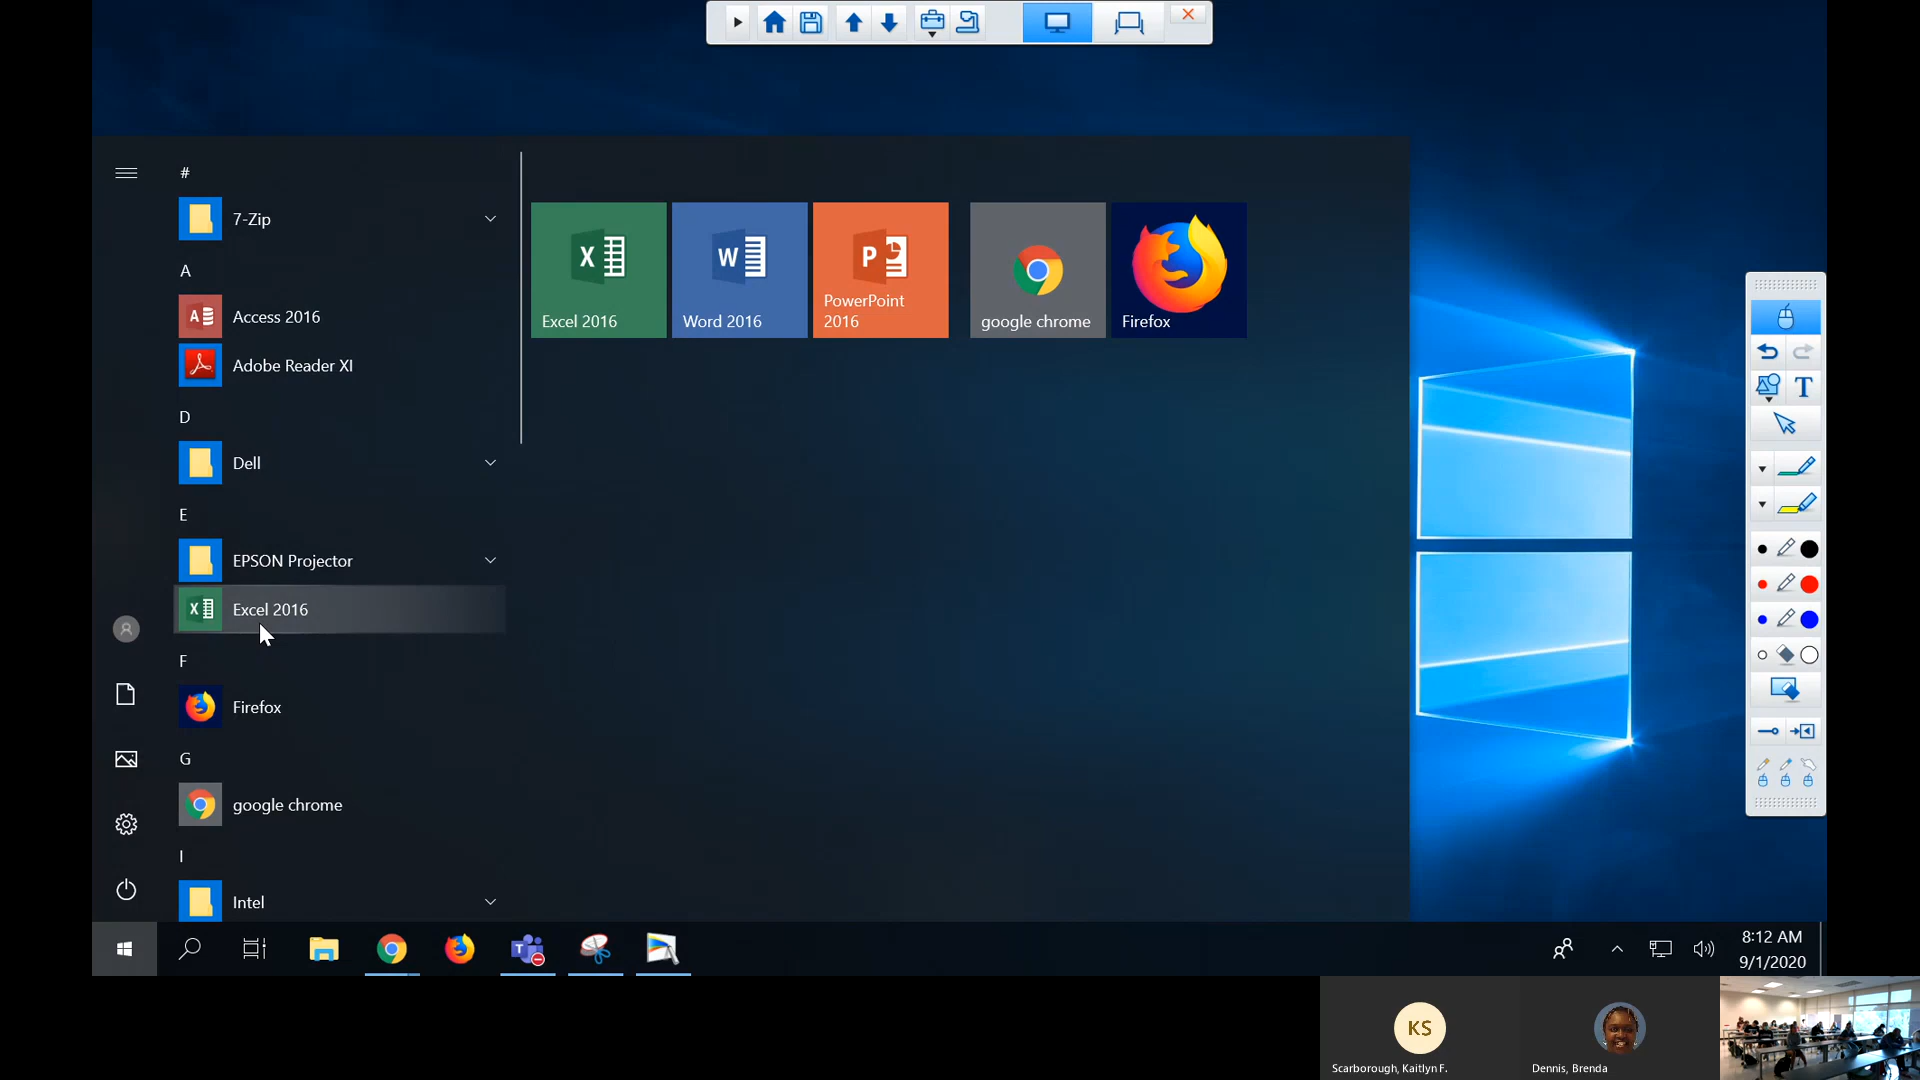 #
7-Zip
A
Access 2016
Adobe Reader XI
D
Dell
E
EPSON Projector
Excel 2016
F
Firefox
G
google chrome
I
Intel
Excel 2016
Word 2016
PowerPoint
2016
google chrome
Firefox
T
8:12 AM
9/1/2020
KS
Scarborough, Kaitlyn F.
Dennis, Brenda